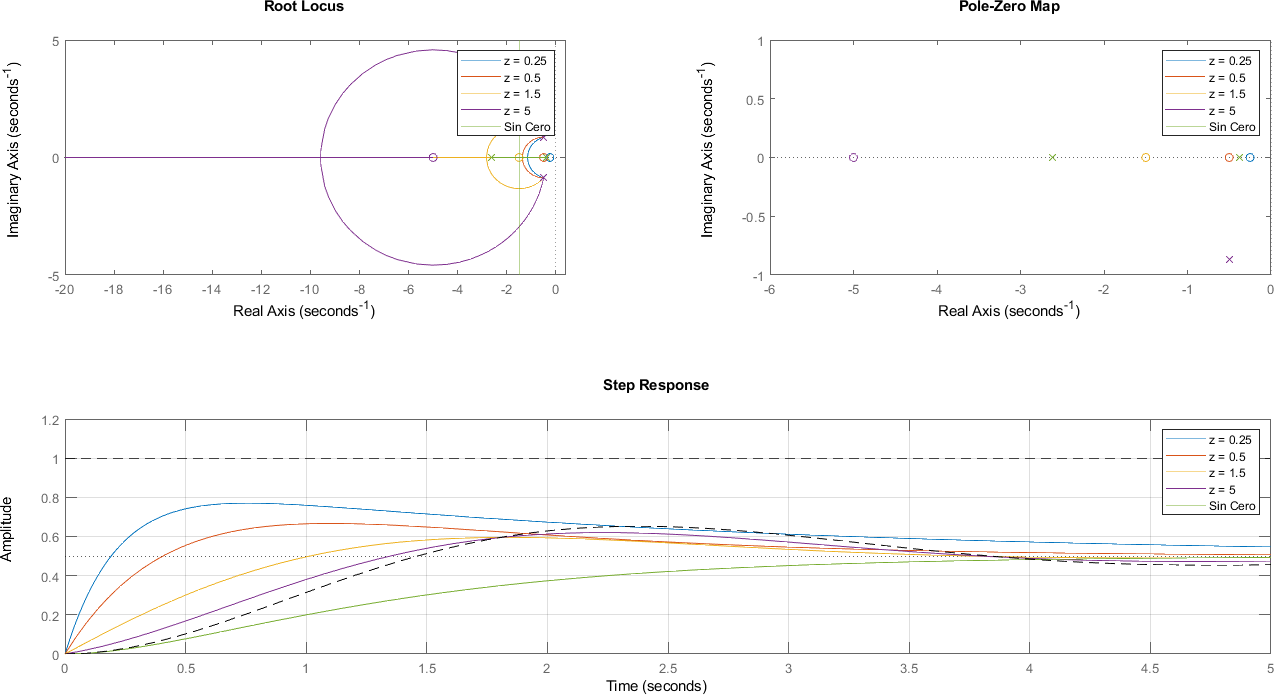 Root Locus
Imaginary Axis (seconds-1)
5
0
-5
-20 -18 -16 -14 -12 -10 -8 -6 -4 -2 0
Real Axis (seconds-1)
z = 0.25
z = 0.5
z = 1.5
z = 5
Sin Cero
Pole-Zero Map
Imaginary Axis (seconds-1)
1
0.5
0
-0.5
-1
-6 -5 -4 -3 -2 -1 0
Real Axis (seconds-1)
z = 0.25
z = 0.5
z = 1.5
z = 5
Sin Cero
Step Response
Amplitude
1.2
1
0.8
0.6
0.4
0.2
0
0 0.5 1 1.5 2 2.5 3 3.5 4 4.5 5
Time (seconds)
z = 0.25
z = 0.5
z = 1.5
z = 5
Sin Cero